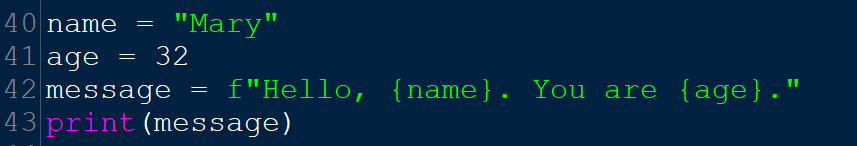 40 name = "Mary"
41 age = 32
42 message = f"Hello, {name}. You are {age}."
43 print(message)